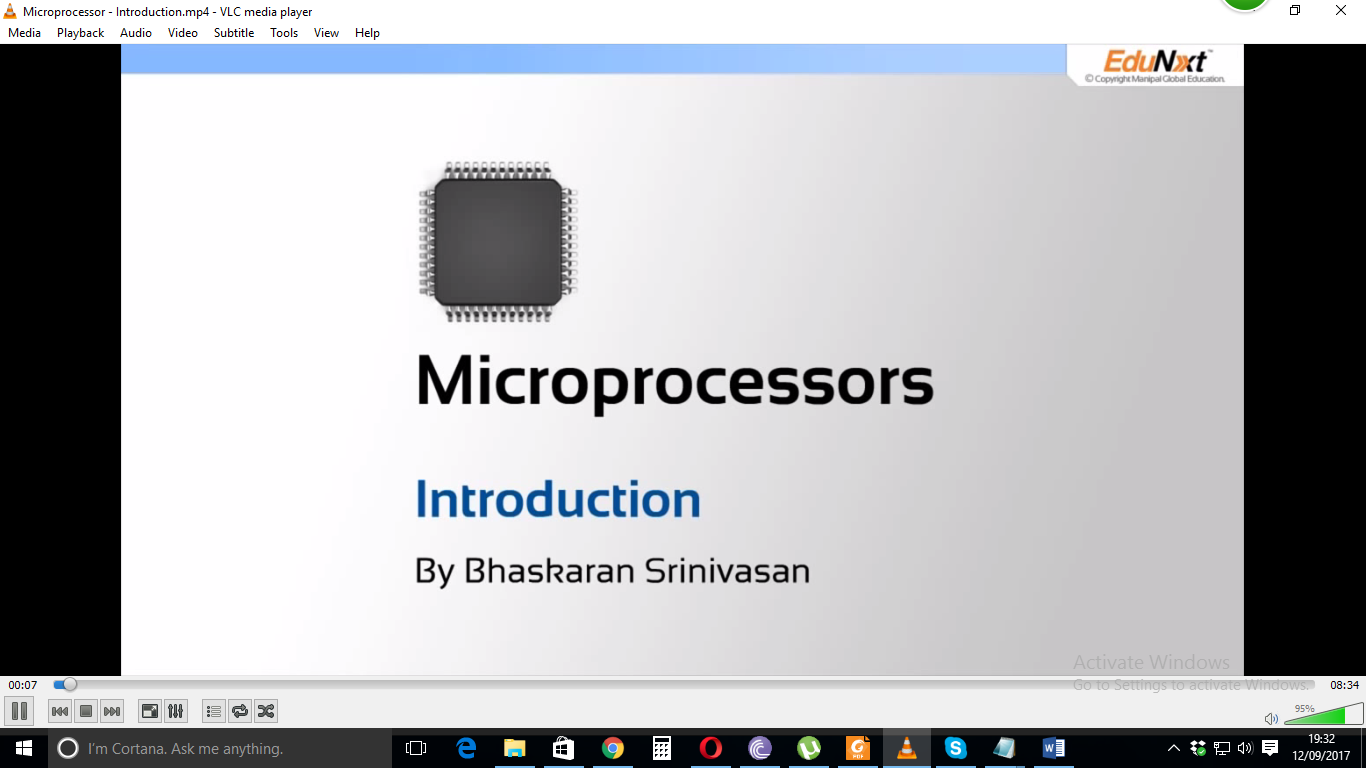 Microprocessor - Introduction.mp4 - VLC media player
Media Playback Audio Video Subtitle Tools View Help
EduNxt™
© Copyright Manipal Global Education.
Microprocessors
Introduction
By Bhaskaran Srinivasan
Activate Windows
Go to Settings to activate Windows.
00:07
08:34
95%
I'm Cortana. Ask me anything.
PDF
19:32
12/09/2017